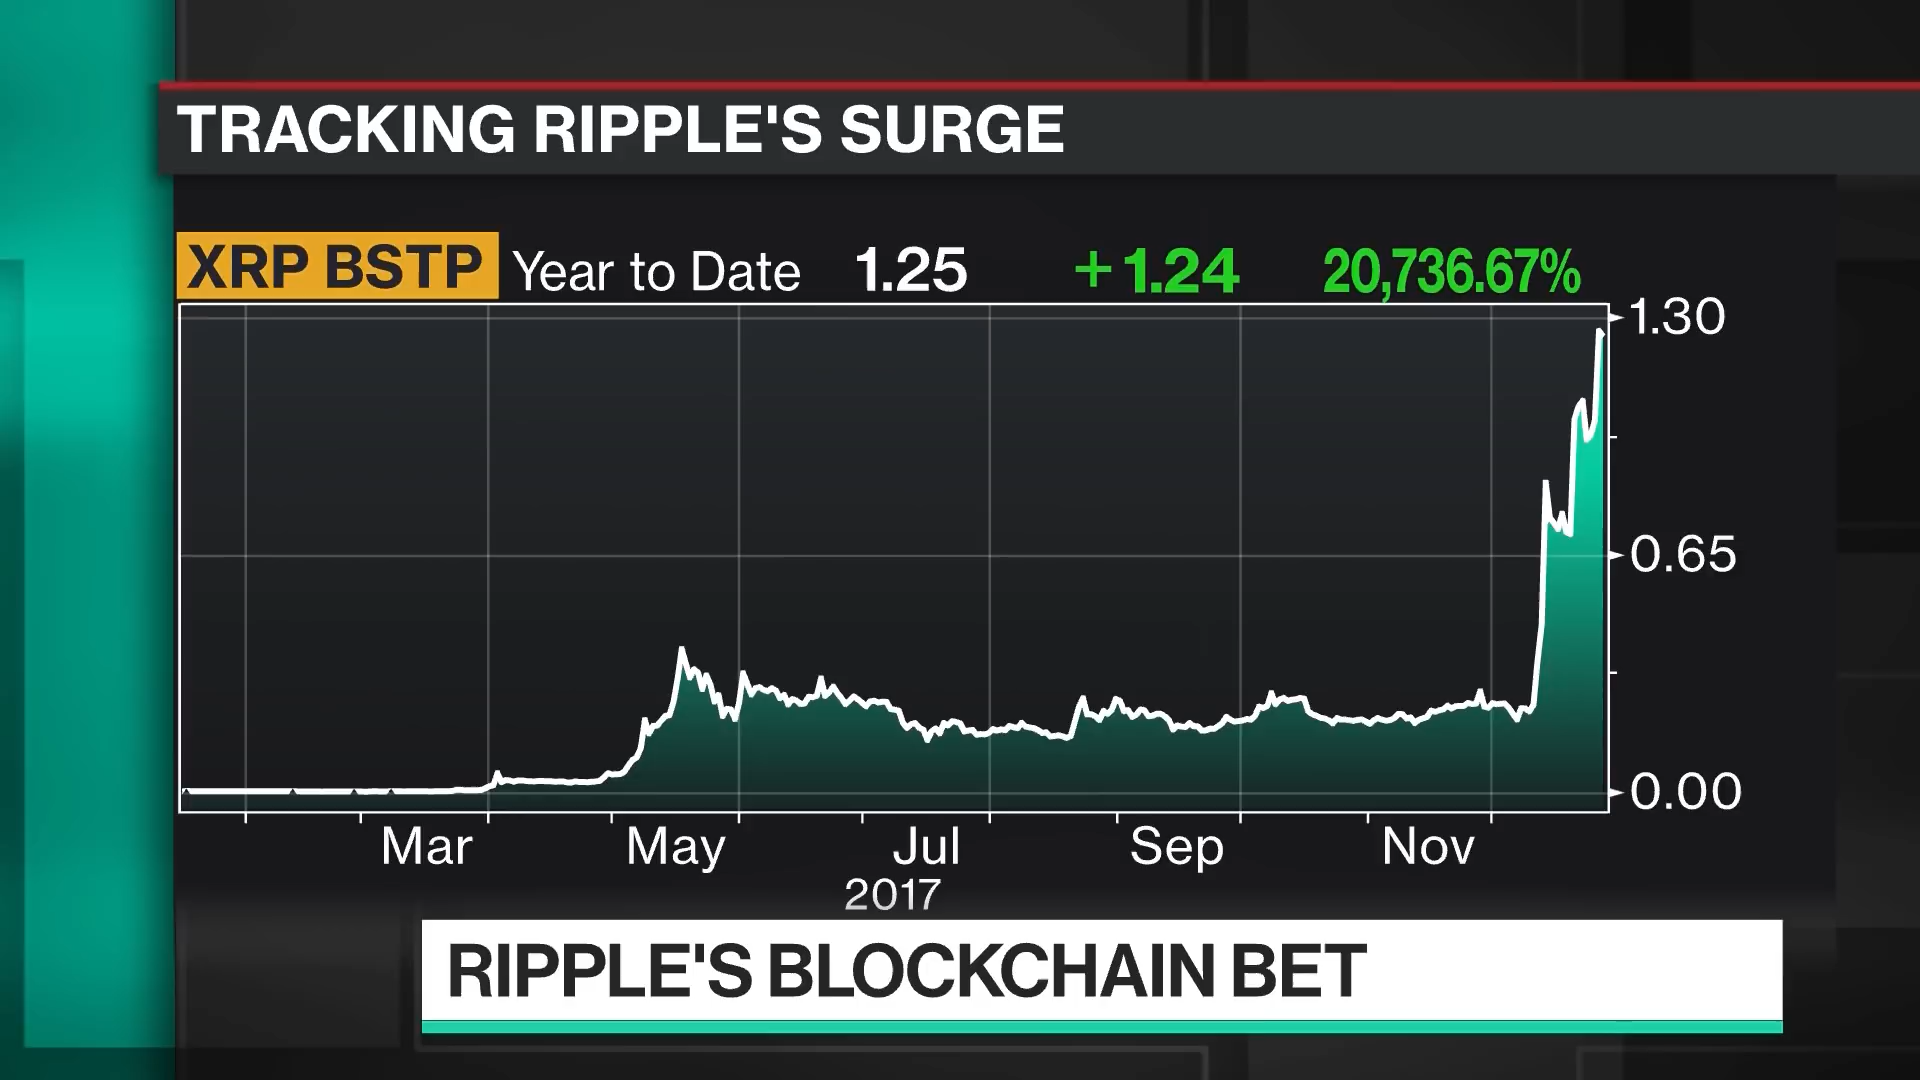 TRACKING RIPPLE'S SURGE
XRP BSTP Year to Date 1.25 +1.24 20,736.67%
1.30
0.65
0.00
Mar May Jul Sep Nov
2017
RIPPLE'S BLOCKCHAIN BET